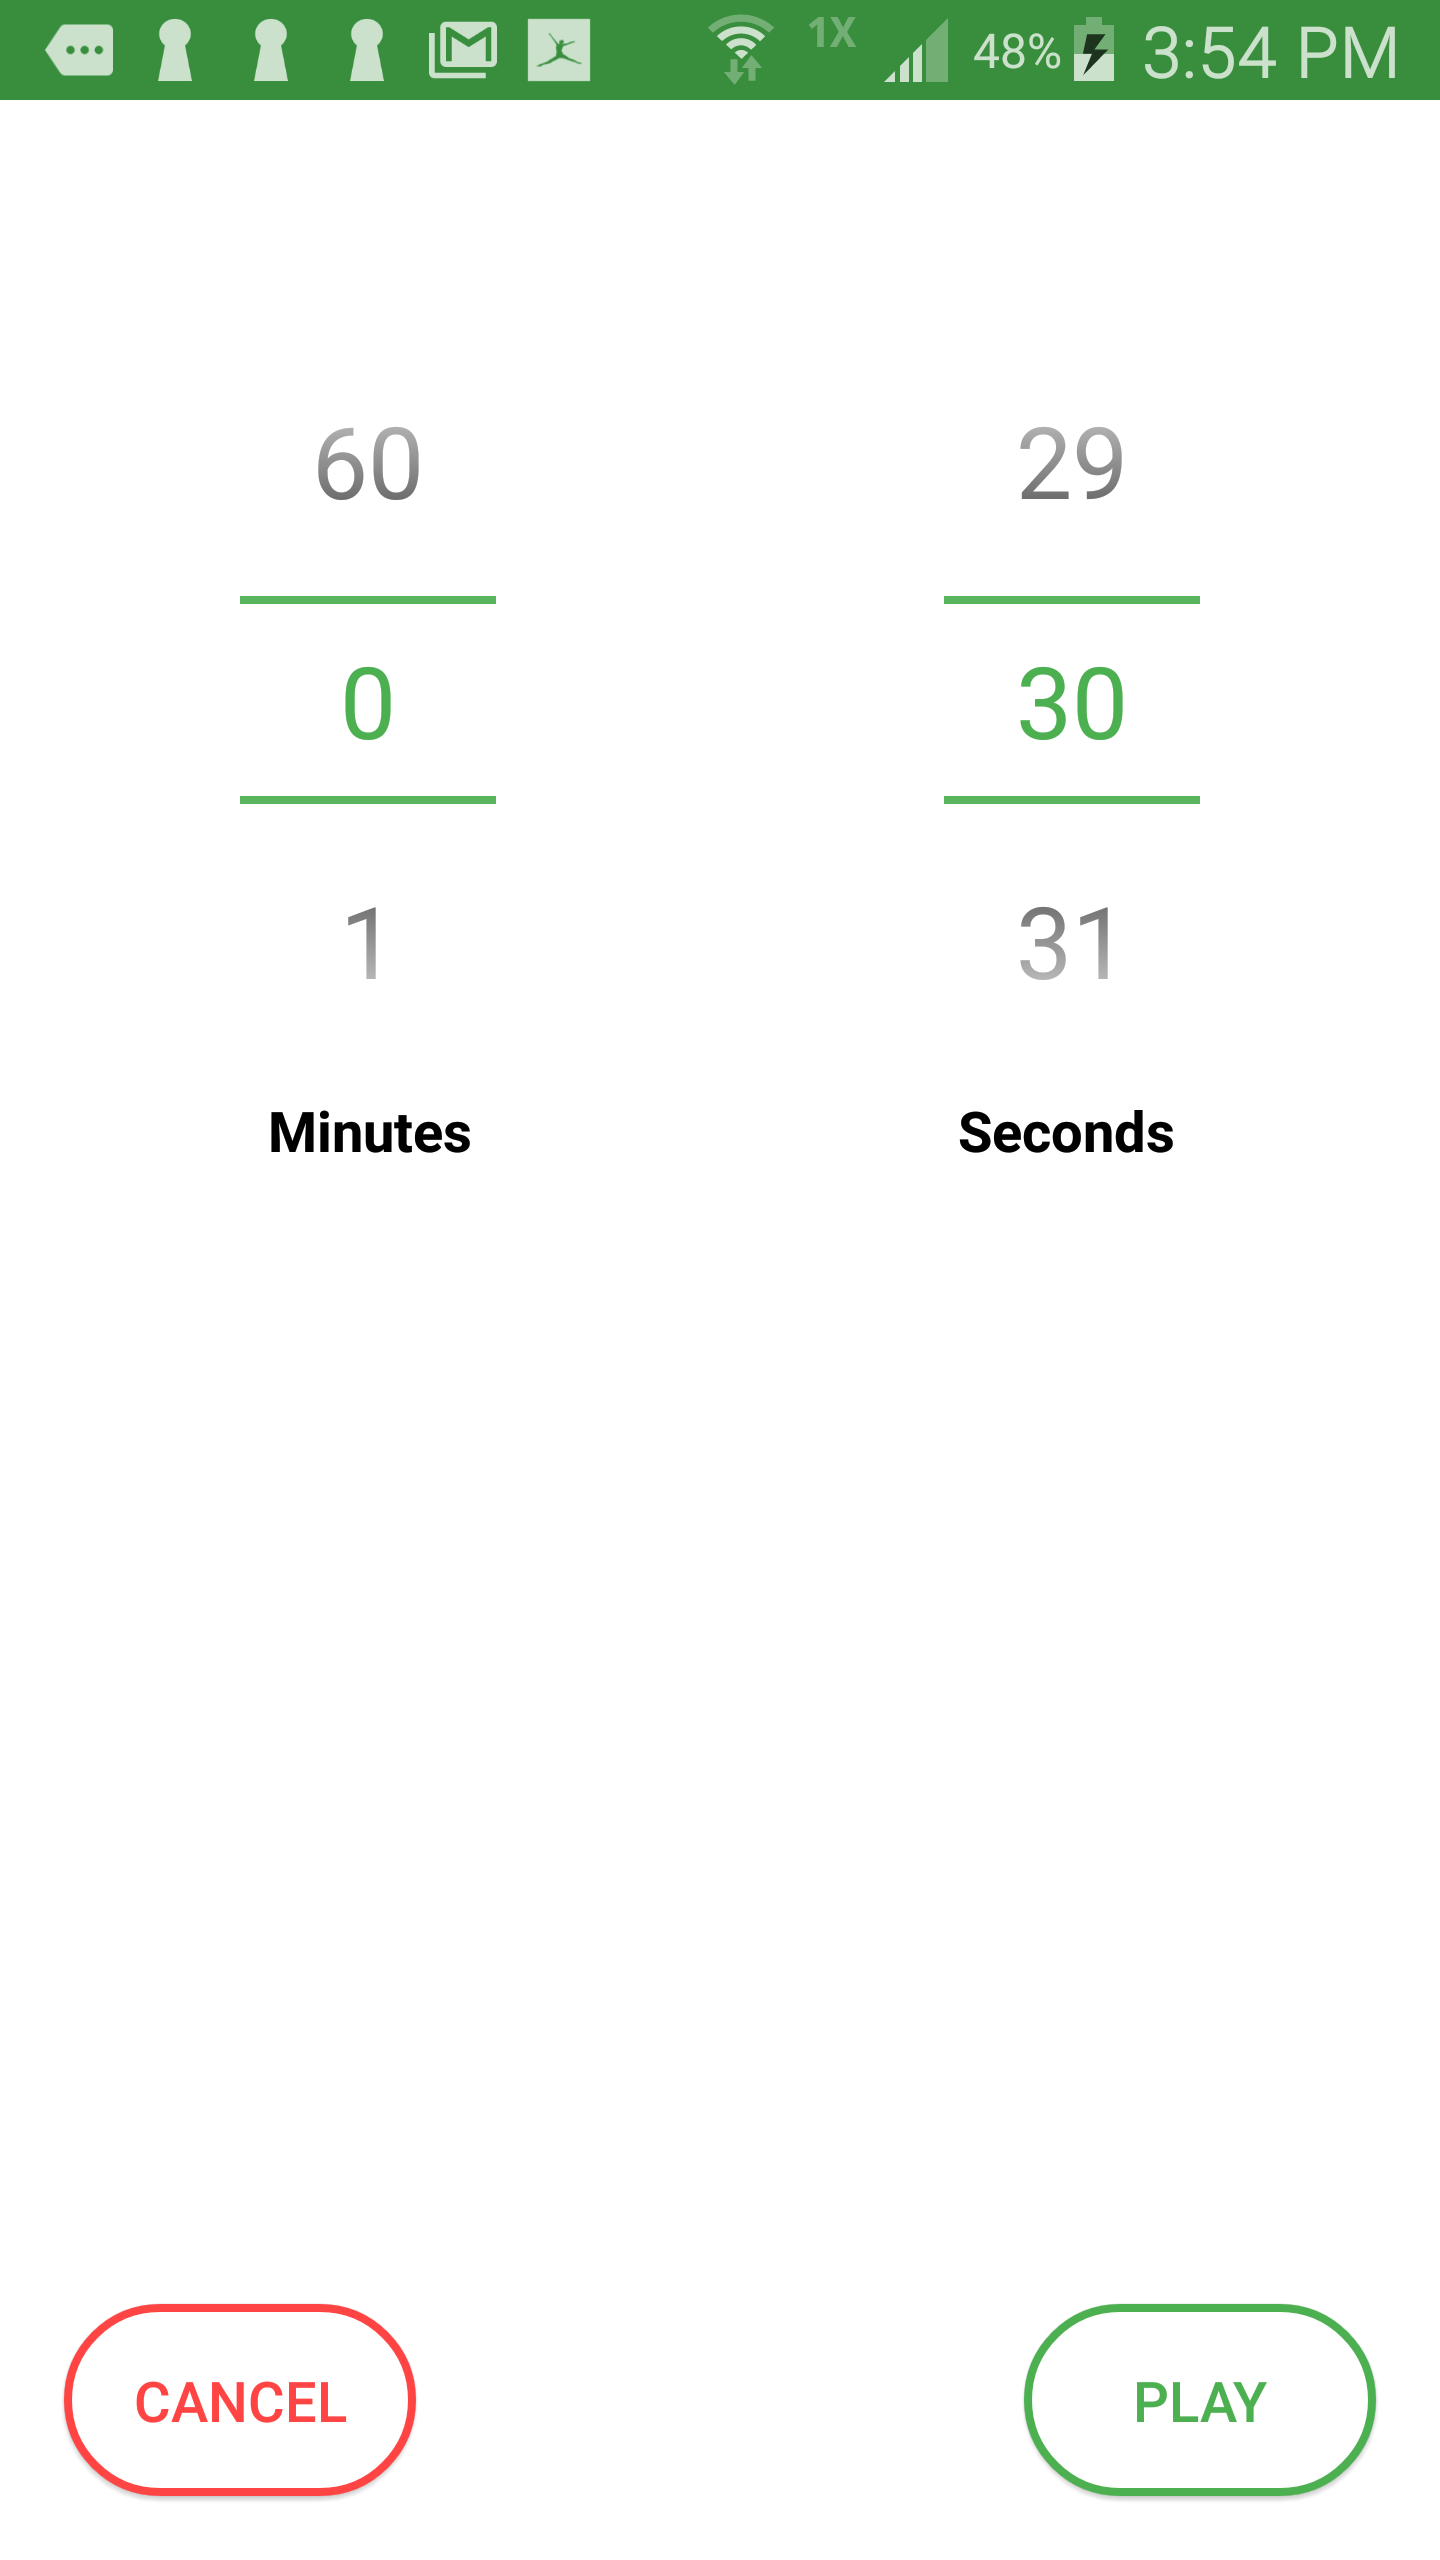 1X 48% 3:54 PM
60 29
0 30
1 31
Minutes Seconds
CANCEL PLAY